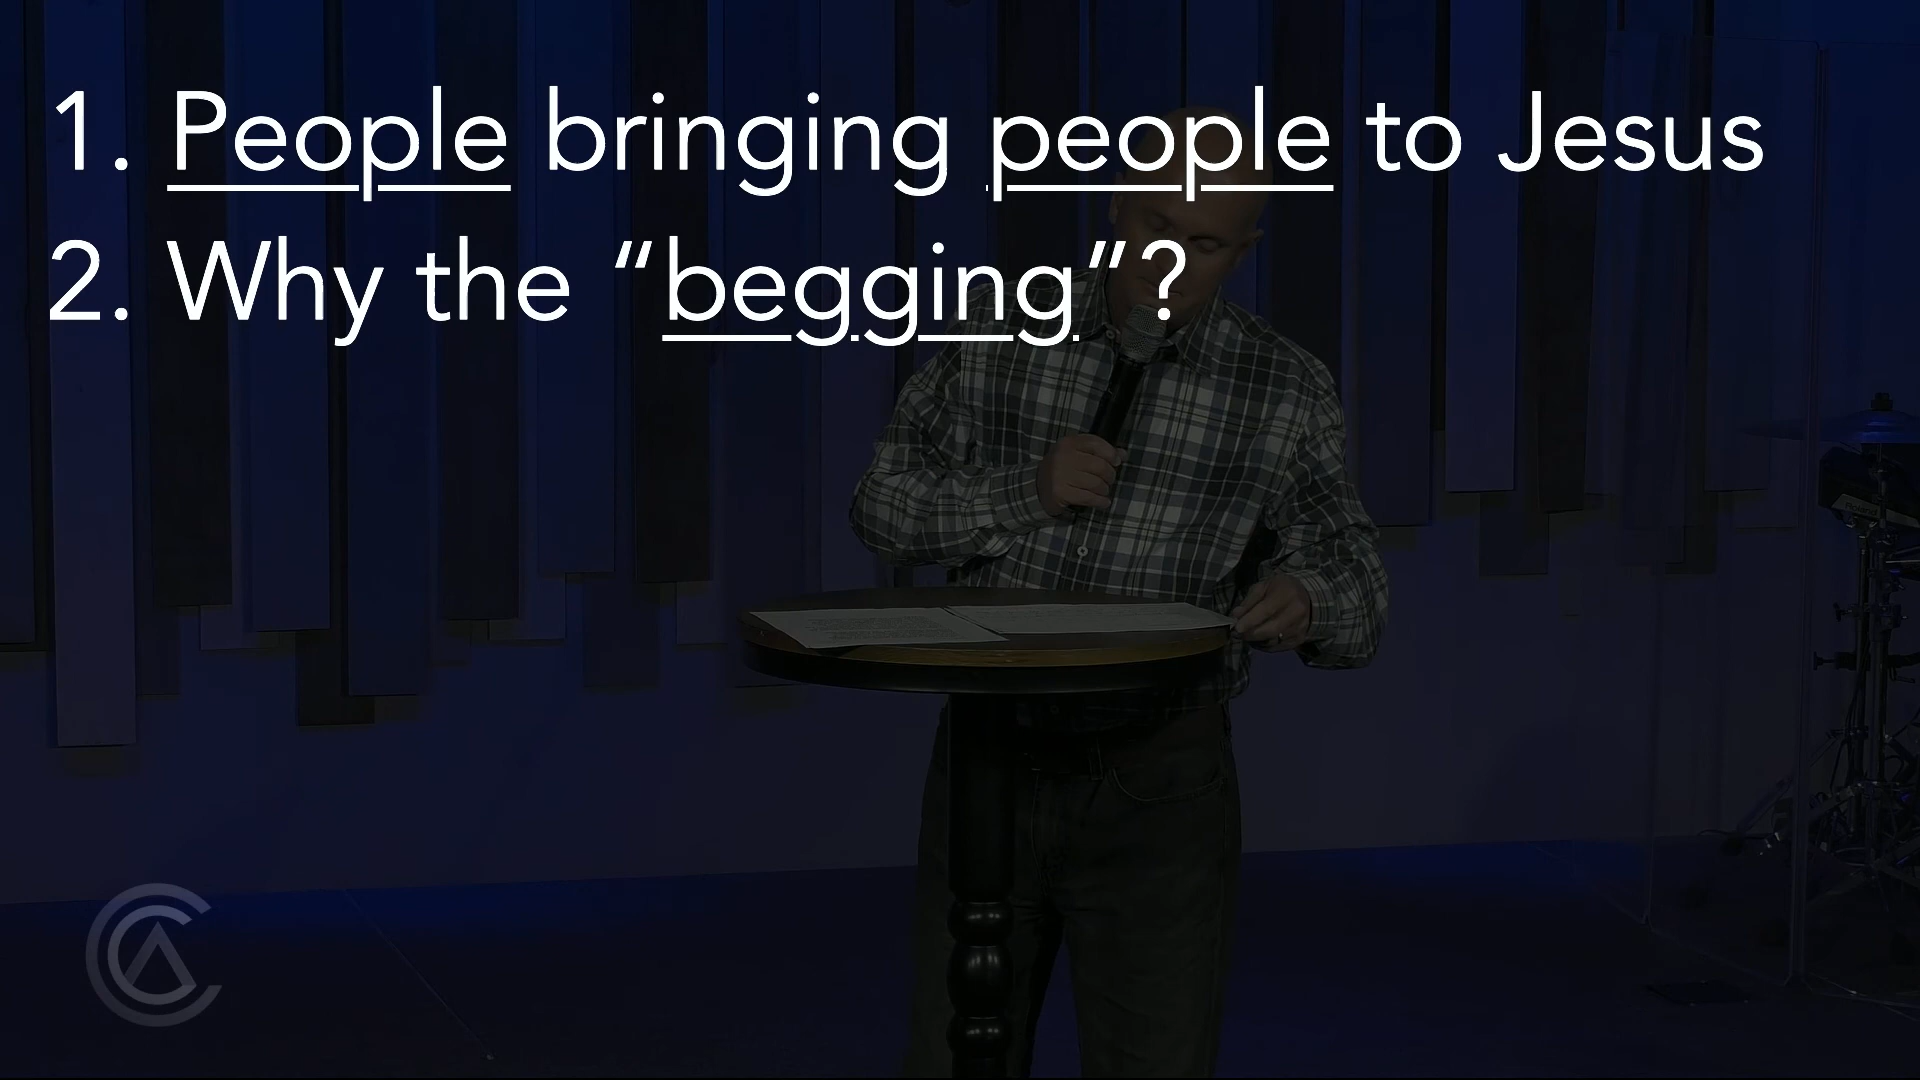 1. People bringing people to Jesus
2. Why the “begging”?